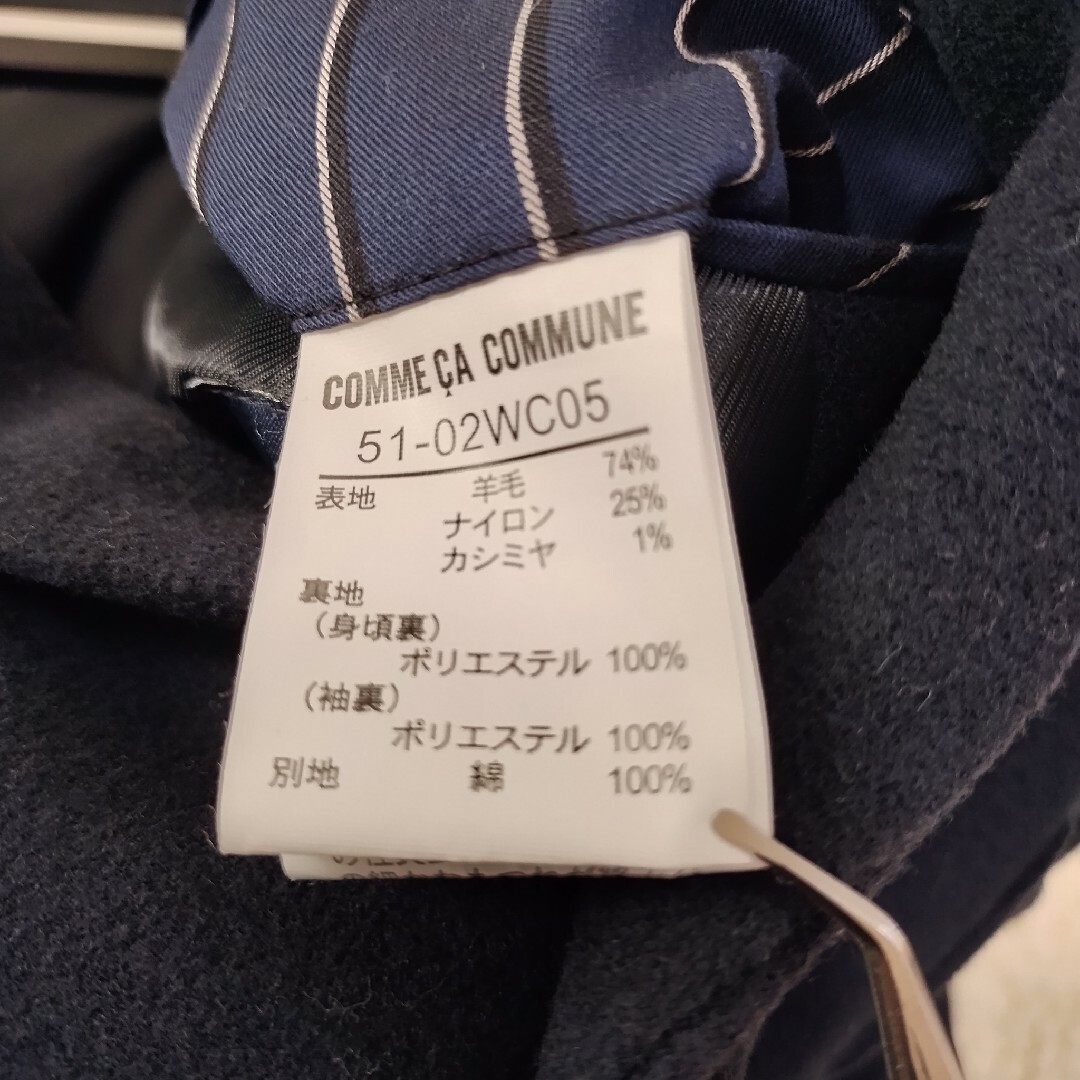 COMME ÇA COMMUNE
51-02WC05
表地 羊毛 74%
ナイロン 25%
カシミヤ 1%
裏地
（身頃裏）
ポリエステル 100%
（袖裏）
ポリエステル 100%
別地 綿 100%